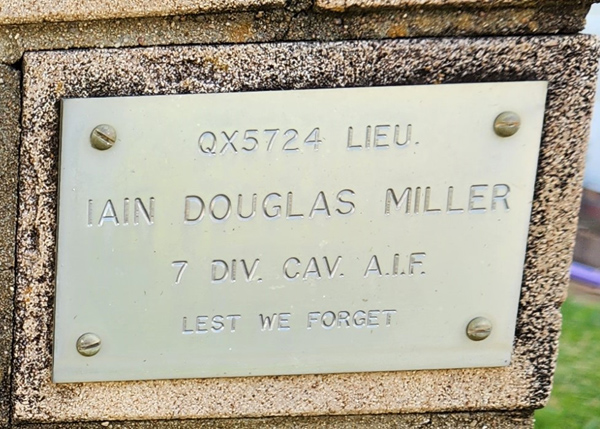 QX5724 LIEU.
IAIN DOUGLAS MILLER
7 DIV. CAV. A.I.F.
LEST WE FORGET